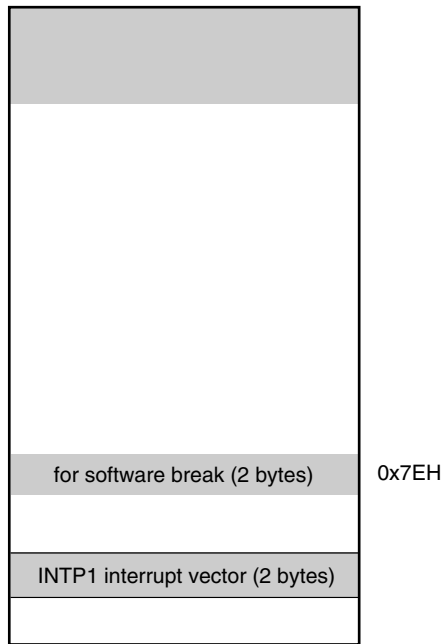 for software break (2 bytes) 0x7EH
INTP1 interrupt vector (2 bytes)